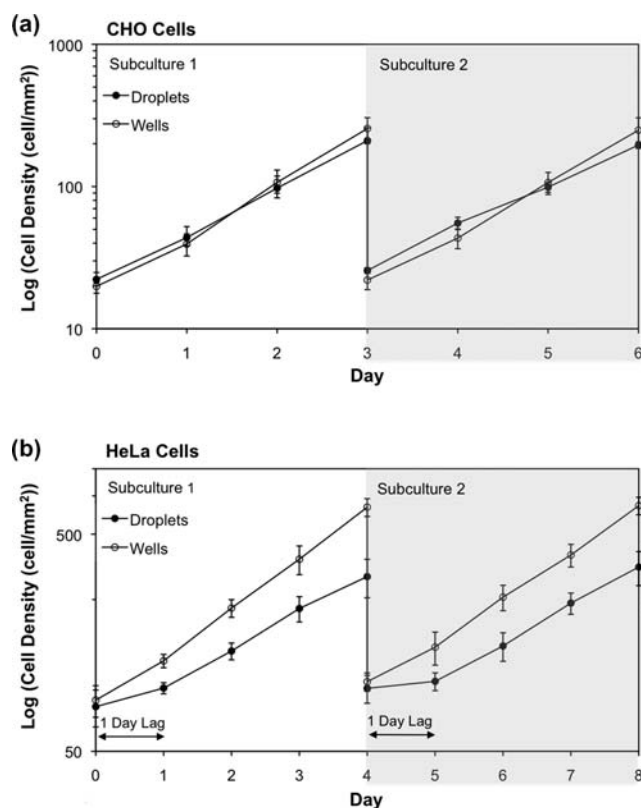 (a)
CHO Cells
1000
Subculture 1
Subculture 2
Droplets
Wells
100
10
Log (Cell Density (cell/mm²))
0 1 2 3 4 5 6
Day
(b)
HeLa Cells
Subculture 1
Subculture 2
500
Droplets
Wells
Log (Cell Density (cell/mm²))
1 Day Lag
1 Day Lag
50
0 1 2 3 4 5 6 7 8
Day